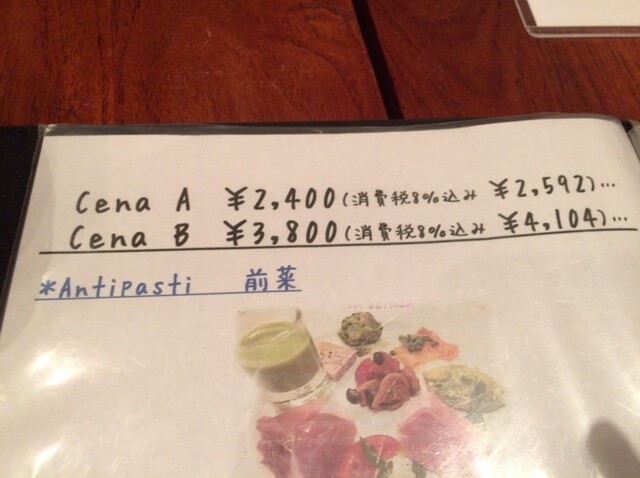 Cena A ¥2,400(消費税8%込み ¥2,592)…
Cena B ¥3,800(消費税8%込み ¥4,104)…
*Antipasti 前菜